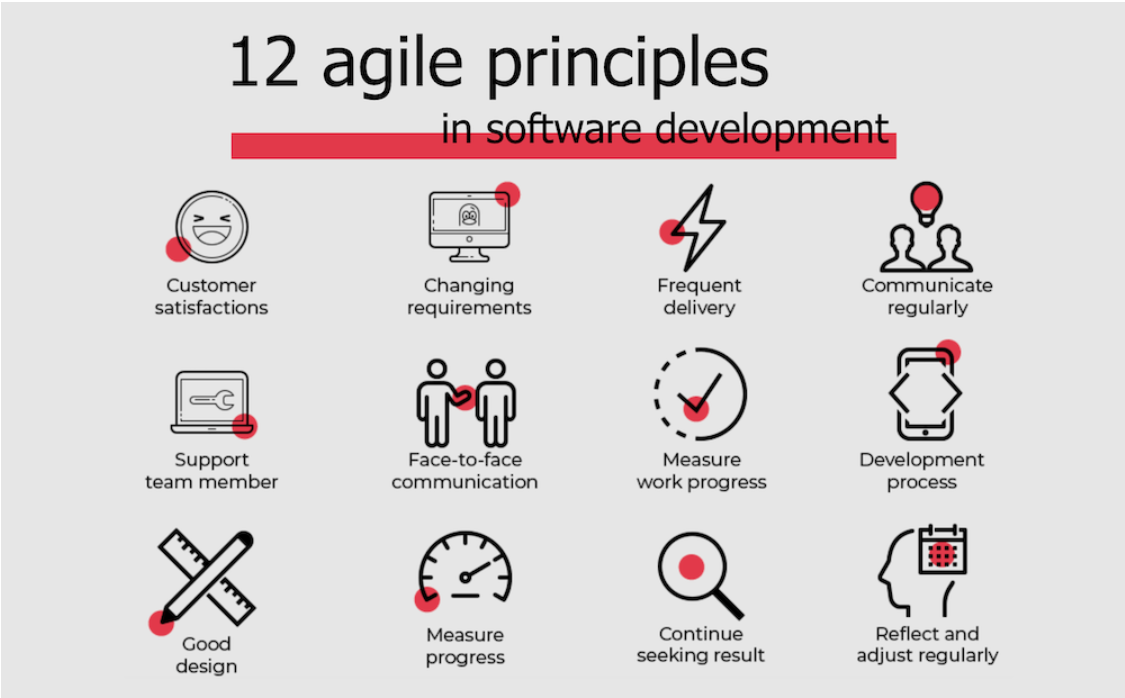 12 agile principles
in software development
Customer
satisfactions
Changing
requirements
Frequent
delivery
Communicate
regularly
Support
team member
Face-to-face
communication
Measure
work progress
Development
process
Good
design
Measure
progress
Continue
seeking result
Reflect and
adjust regularly